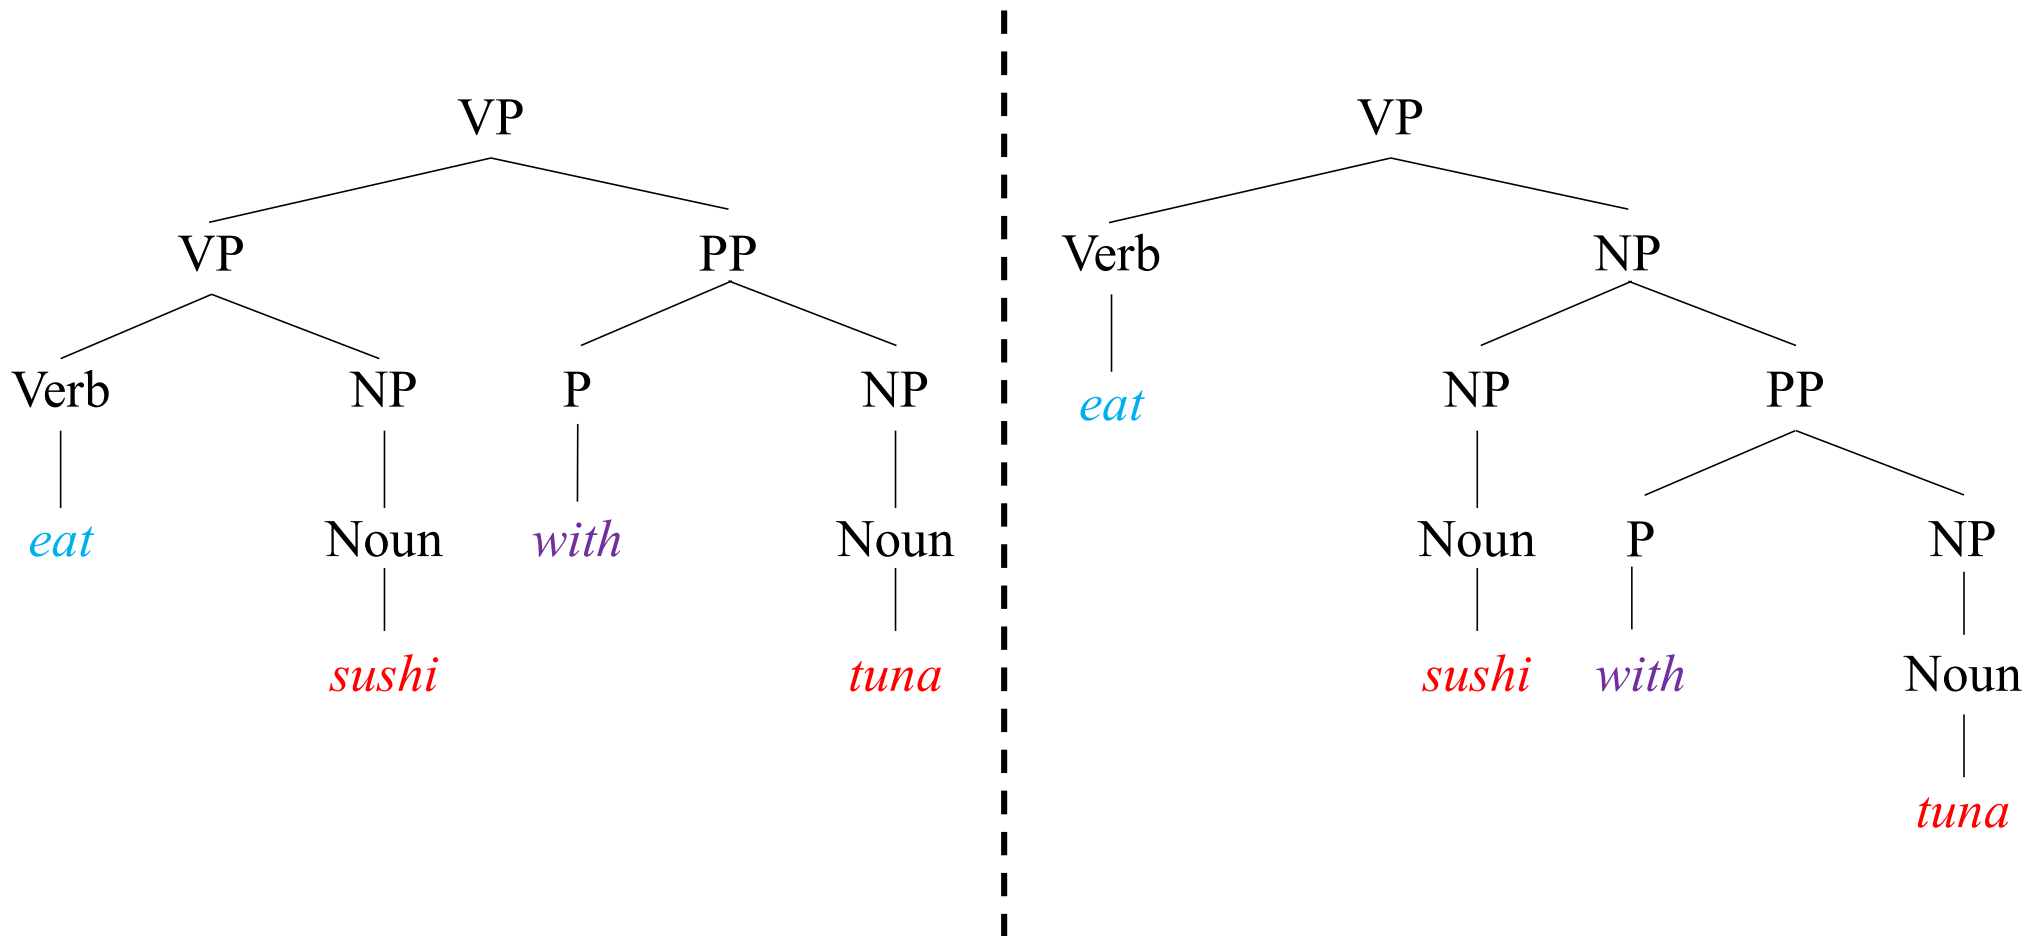 VP
VP PP
Verb NP P NP
eat Noun with Noun
sushi tuna
VP
Verb NP
eat NP PP
Noun P NP
sushi with Noun
tuna